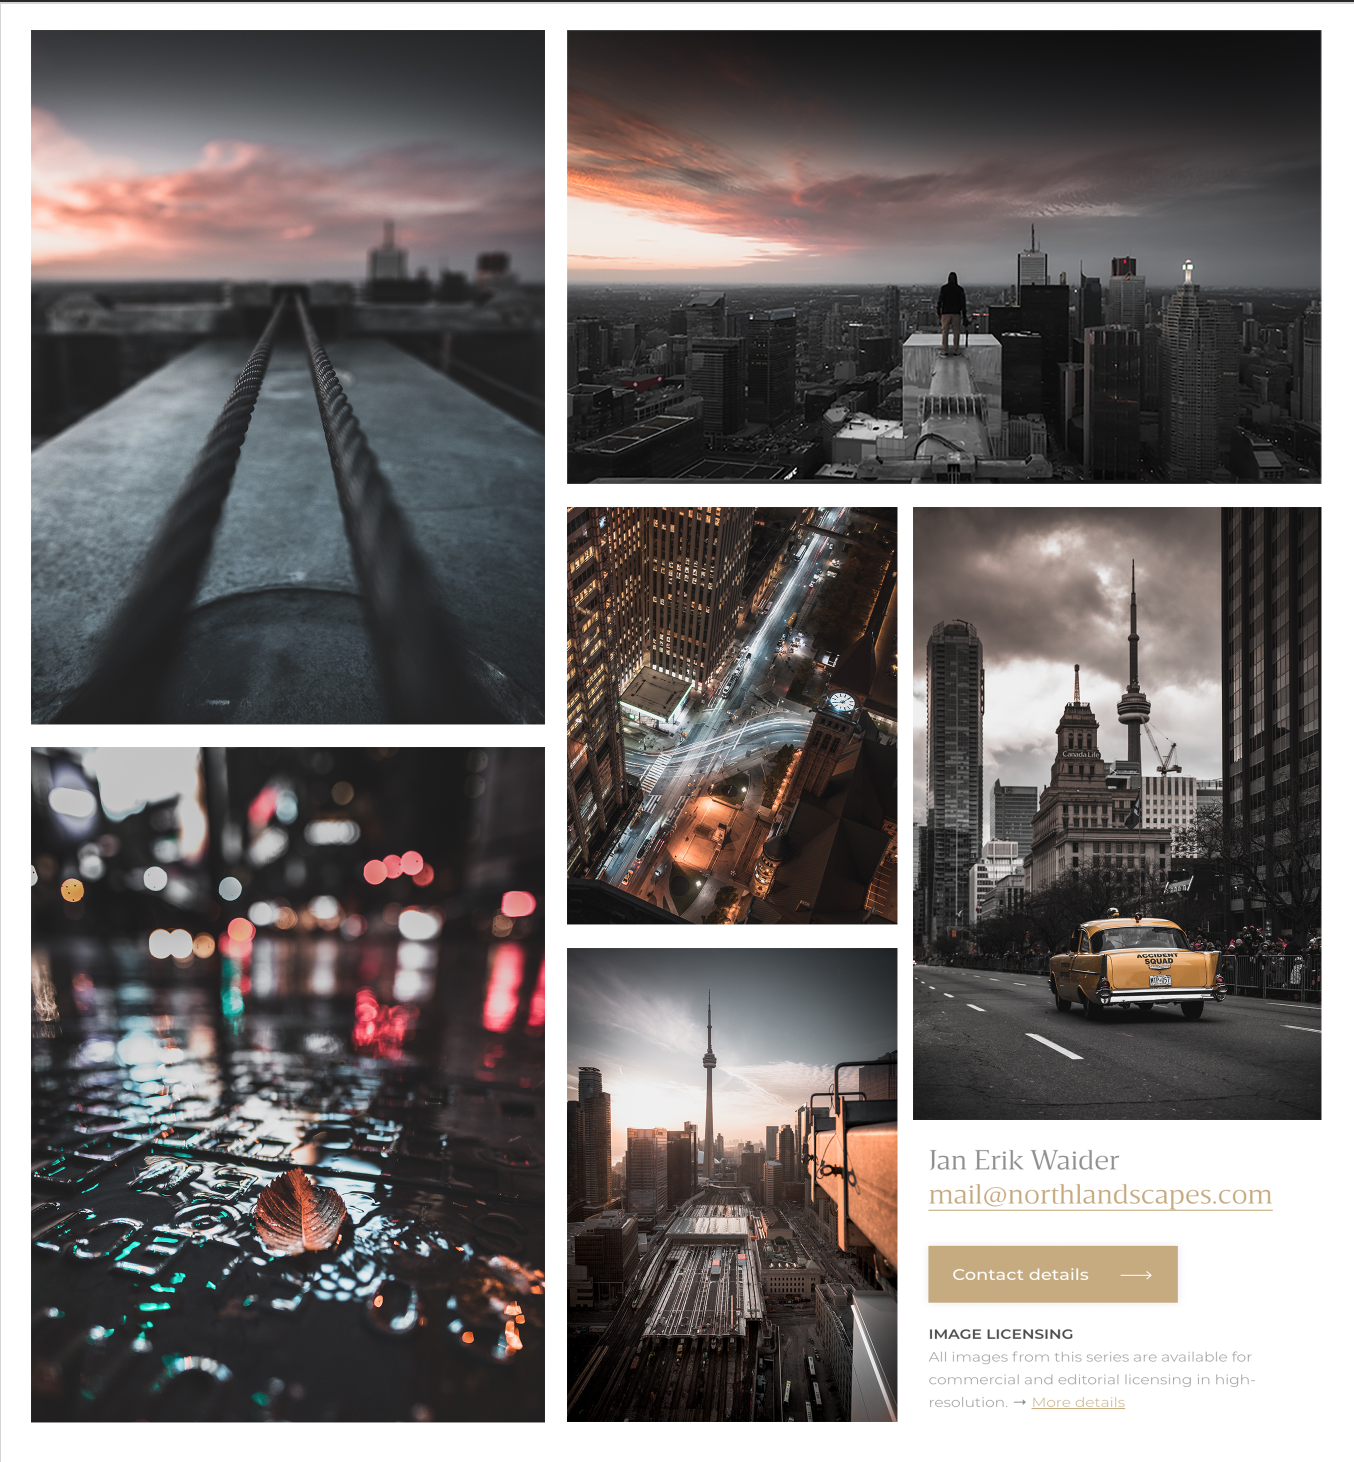 Canada Life
ACCIDENT
SQUAD
Jan Erik Waider
mail@northlandscapes.com
Contact details
IMAGE LICENSING
All images from this series are available for
commercial and editorial licensing in high-
resolution. → More details